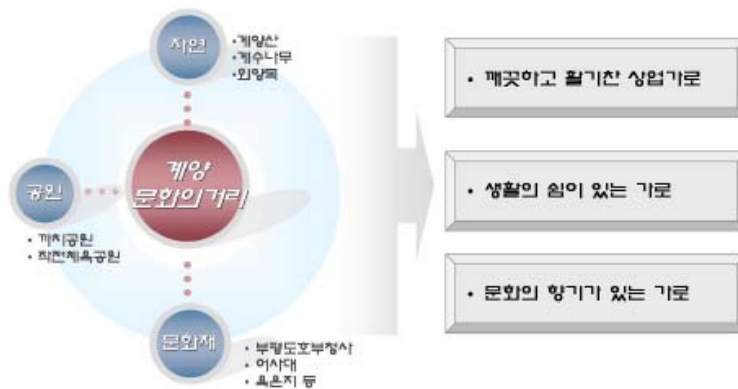 자연
• 계양산
• 계수나무
• 회양목
계양
문화의거리
공원
• 까치공원
• 작전체육공원
문화재
• 부평도호부청사
• 어사대
• 욕은지 등
• 깨끗하고 활기찬 상업가로
• 생활의 쉼이 있는 가로
• 문화의 향기가 있는 가로